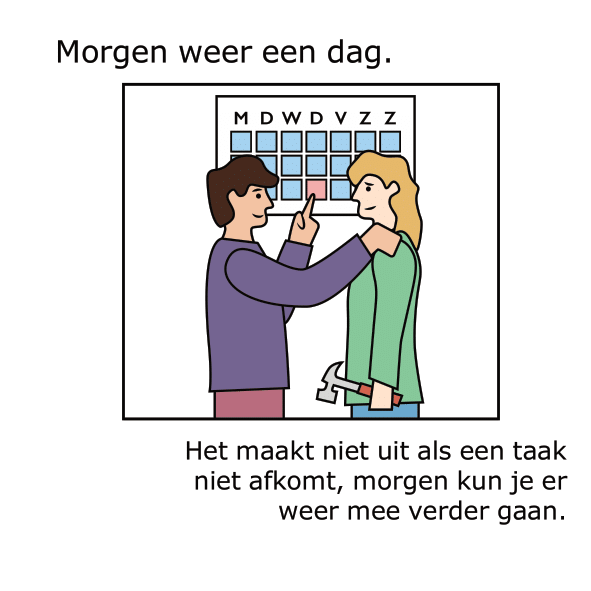 Morgen weer een dag.
M D W D V Z Z
Het maakt niet uit als een taak
niet afkomt, morgen kun je er
weer mee verder gaan.